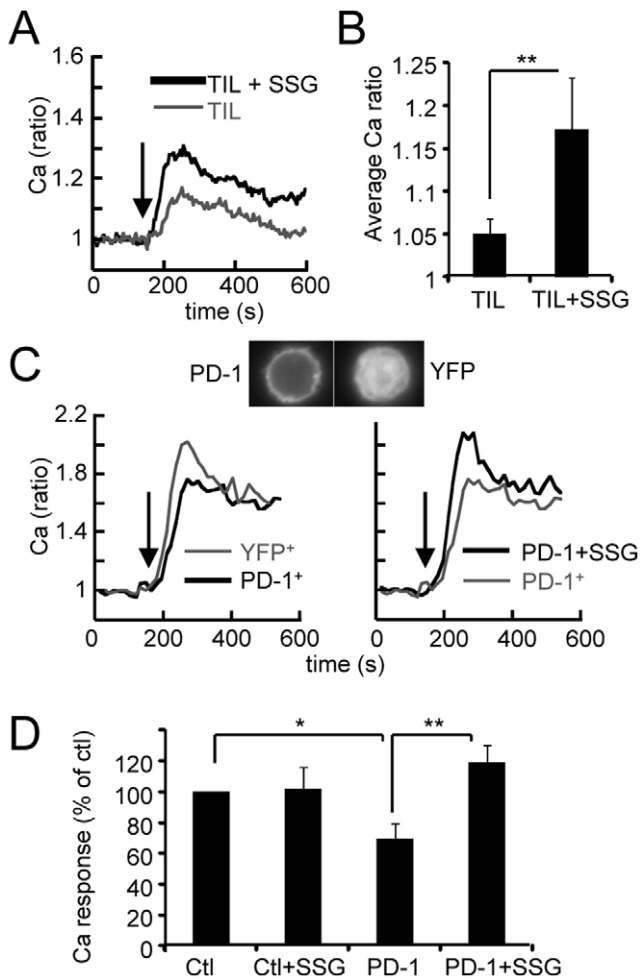 A
Ca (ratio)
1.6
1.4
1.2
1
TIL + SSG
TIL
0 200 400 600
time (s)
B
Average Ca ratio
1.25
1.2
1.15
1.1
1.05
1
**
TIL TIL+SSG
C
PD-1 YFP
Ca (ratio)
2.2
1.8
1.4
1
YFP+
PD-1+
0 200 400 600
PD-1+SSG
PD-1+
0 200 400 600
time (s)
D
Ca response (% of ctl)
120
100
80
60
40
20
0
* **
Ctl Ctl+SSG PD-1 PD-1+SSG